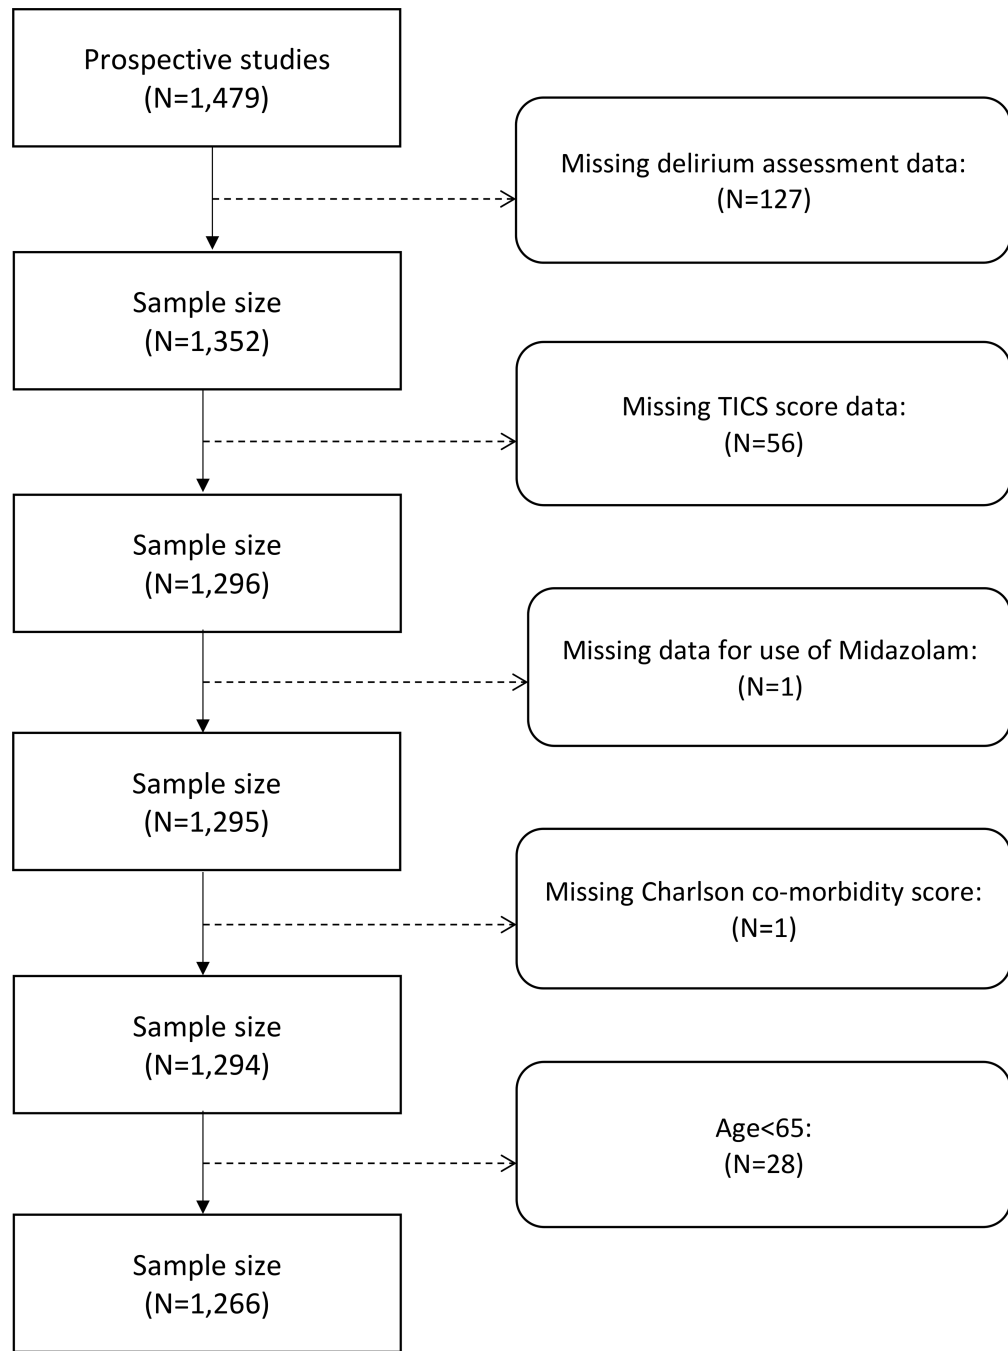 Prospective studies
(N=1,479)
Missing delirium assessment data:
(N=127)
Sample size
(N=1,352)
Missing TICS score data:
(N=56)
Sample size
(N=1,296)
Missing data for use of Midazolam:
(N=1)
Sample size
(N=1,295)
Missing Charlson co-morbidity score:
(N=1)
Sample size
(N=1,294)
Age<65:
(N=28)
Sample size
(N=1,266)